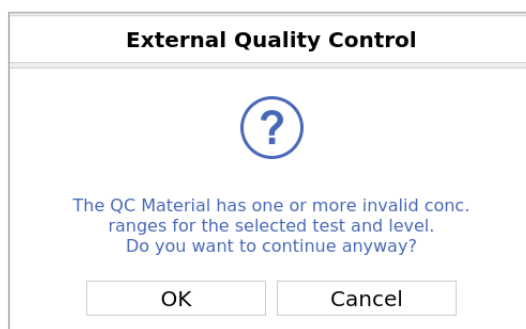 External Quality Control
?
The QC Material has one or more invalid conc.
ranges for the selected test and level.
Do you want to continue anyway?
OK
Cancel